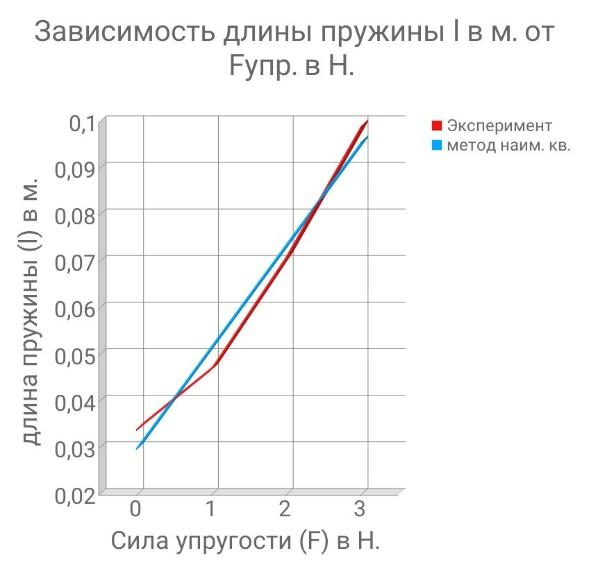 Зависимость длины пружины l в м. от
Fупр. в Н.
Эксперимент
метод наим. кв.
длина пружины (l) в м.
0,1
0,09
0,08
0,07
0,06
0,05
0,04
0,03
0,02
0 1 2 3
Сила упругости (F) в Н.